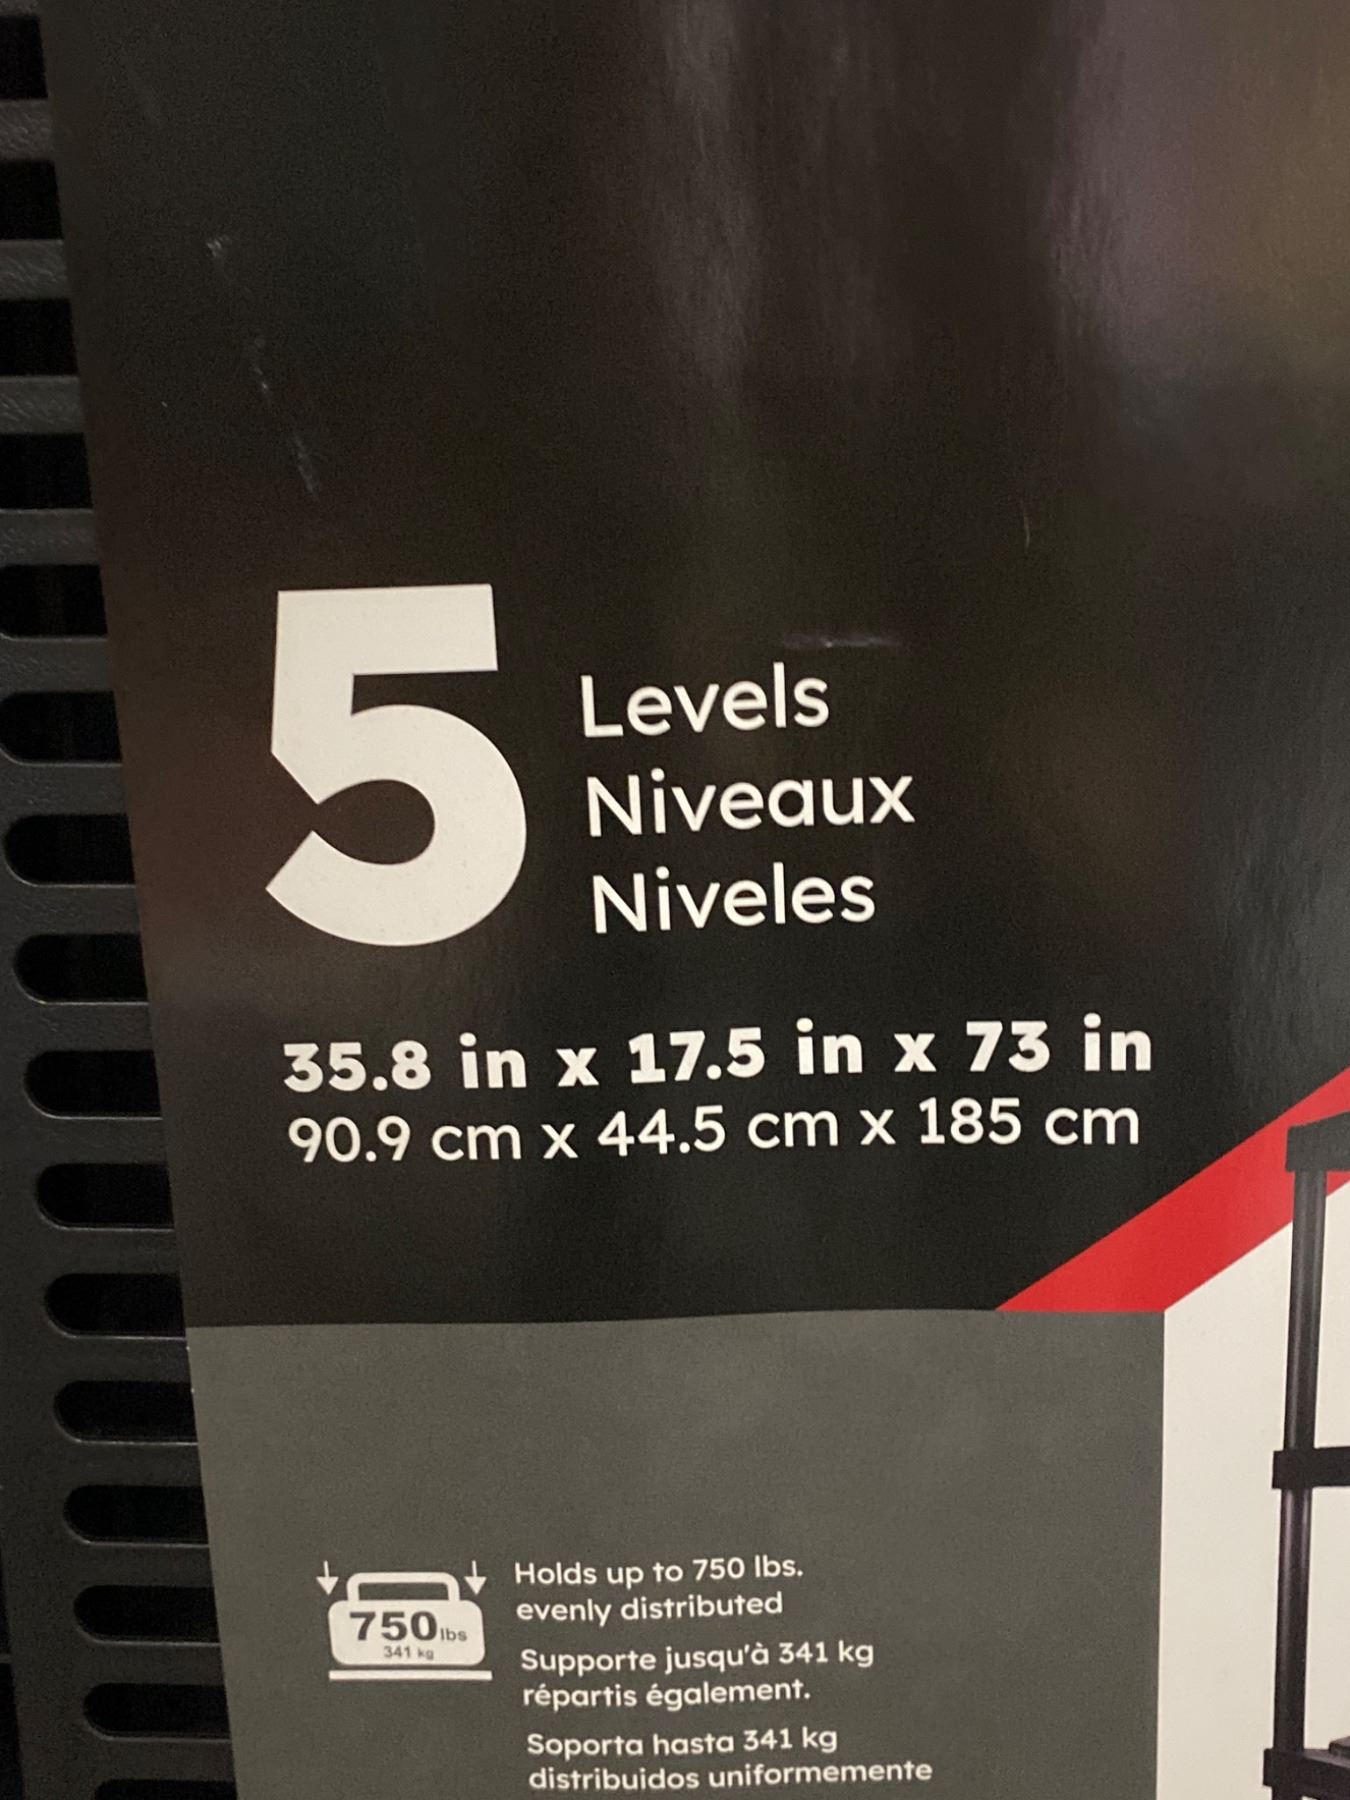 5
Levels
Niveaux
Niveles
35.8 in x 17.5 in x 73 in
90.9 cm x 44.5 cm x 185 cm
750 lbs
341 kg
Holds up to 750 lbs.
evenly distributed
Supporte jusqu'à 341 kg
répartis également.
Soporta hasta 341 kg
distribuidos uniformemente